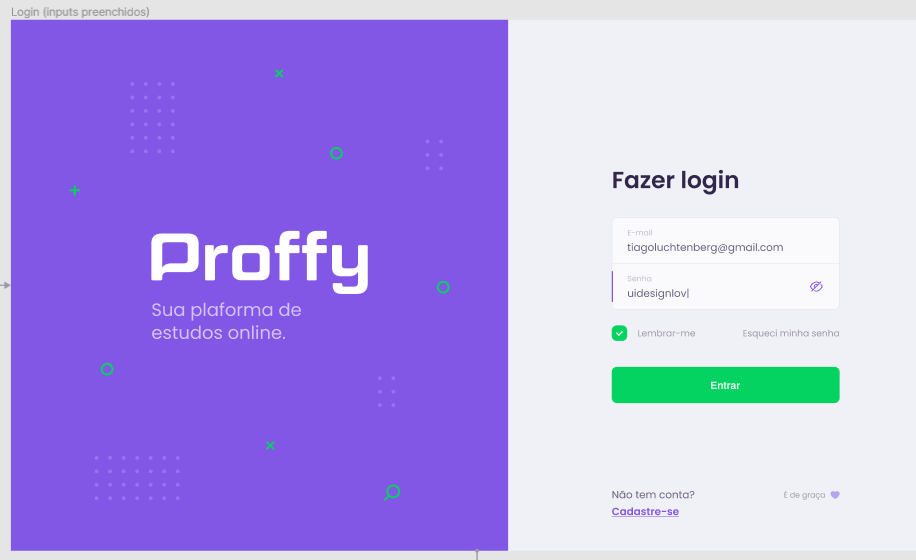 Login (inputs preenchidos)
Proffy
Sua plaforma de
estudos online.
Fazer login
E-mail
tiagoluchtenberg@gmail.com
Senha
uidesignlov
Lembrar-me
Esqueci minha senha
Entrar
Não tem conta?
É de graça
Cadastre-se